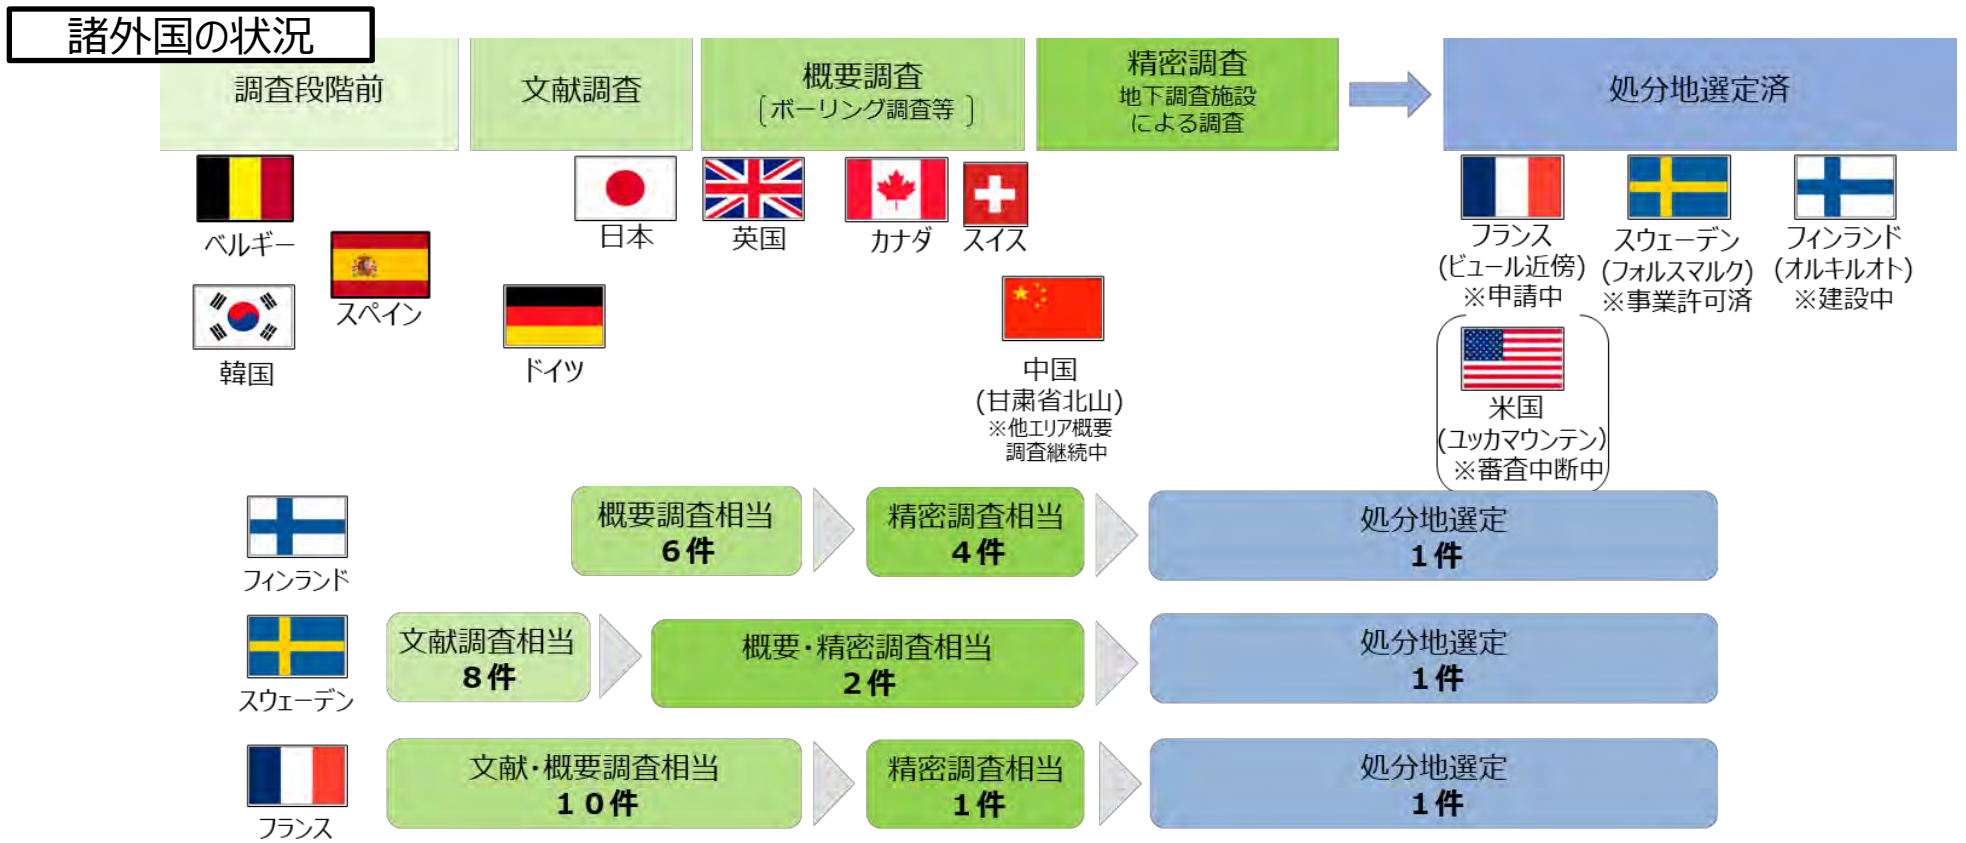 諸外国の状況
調査段階前
文献調査
概要調査
[ボーリング調査等]
精密調査
地下調査施設
による調査
処分地選定済
ベルギー
スペイン
韓国
日本
ドイツ
英国
カナダ
スイス
中国
(甘粛省北山)
※他エリア概要
調査継続中
フランス
(ビュール近傍)
※申請中
スウェーデン
(フォルスマルク)
※事業許可済
フィンランド
(オルキルオト)
※建設中
米国
(ユッカマウンテン)
※審査中断中
フィンランド
概要調査相当
6件
精密調査相当
4件
処分地選定
1件
スウェーデン
文献調査相当
8件
概要・精密調査相当
2件
処分地選定
1件
フランス
文献・概要調査相当
10件
精密調査相当
1件
処分地選定
1件